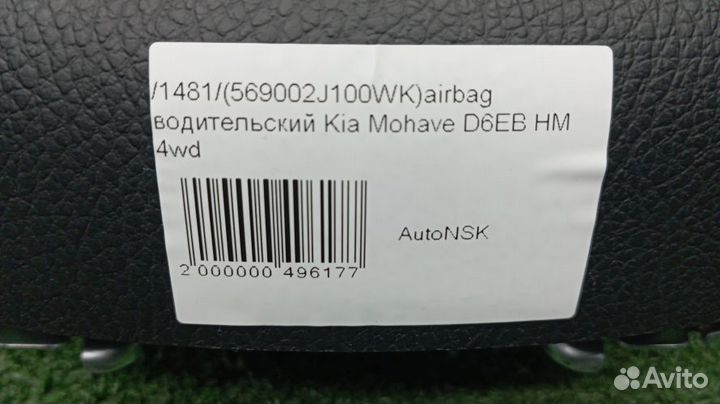 /1481/(569002J100WK)airbag
водительский Kia Mohave D6EB HM
4wd
AutoNSK
2 000000 496177
Avito